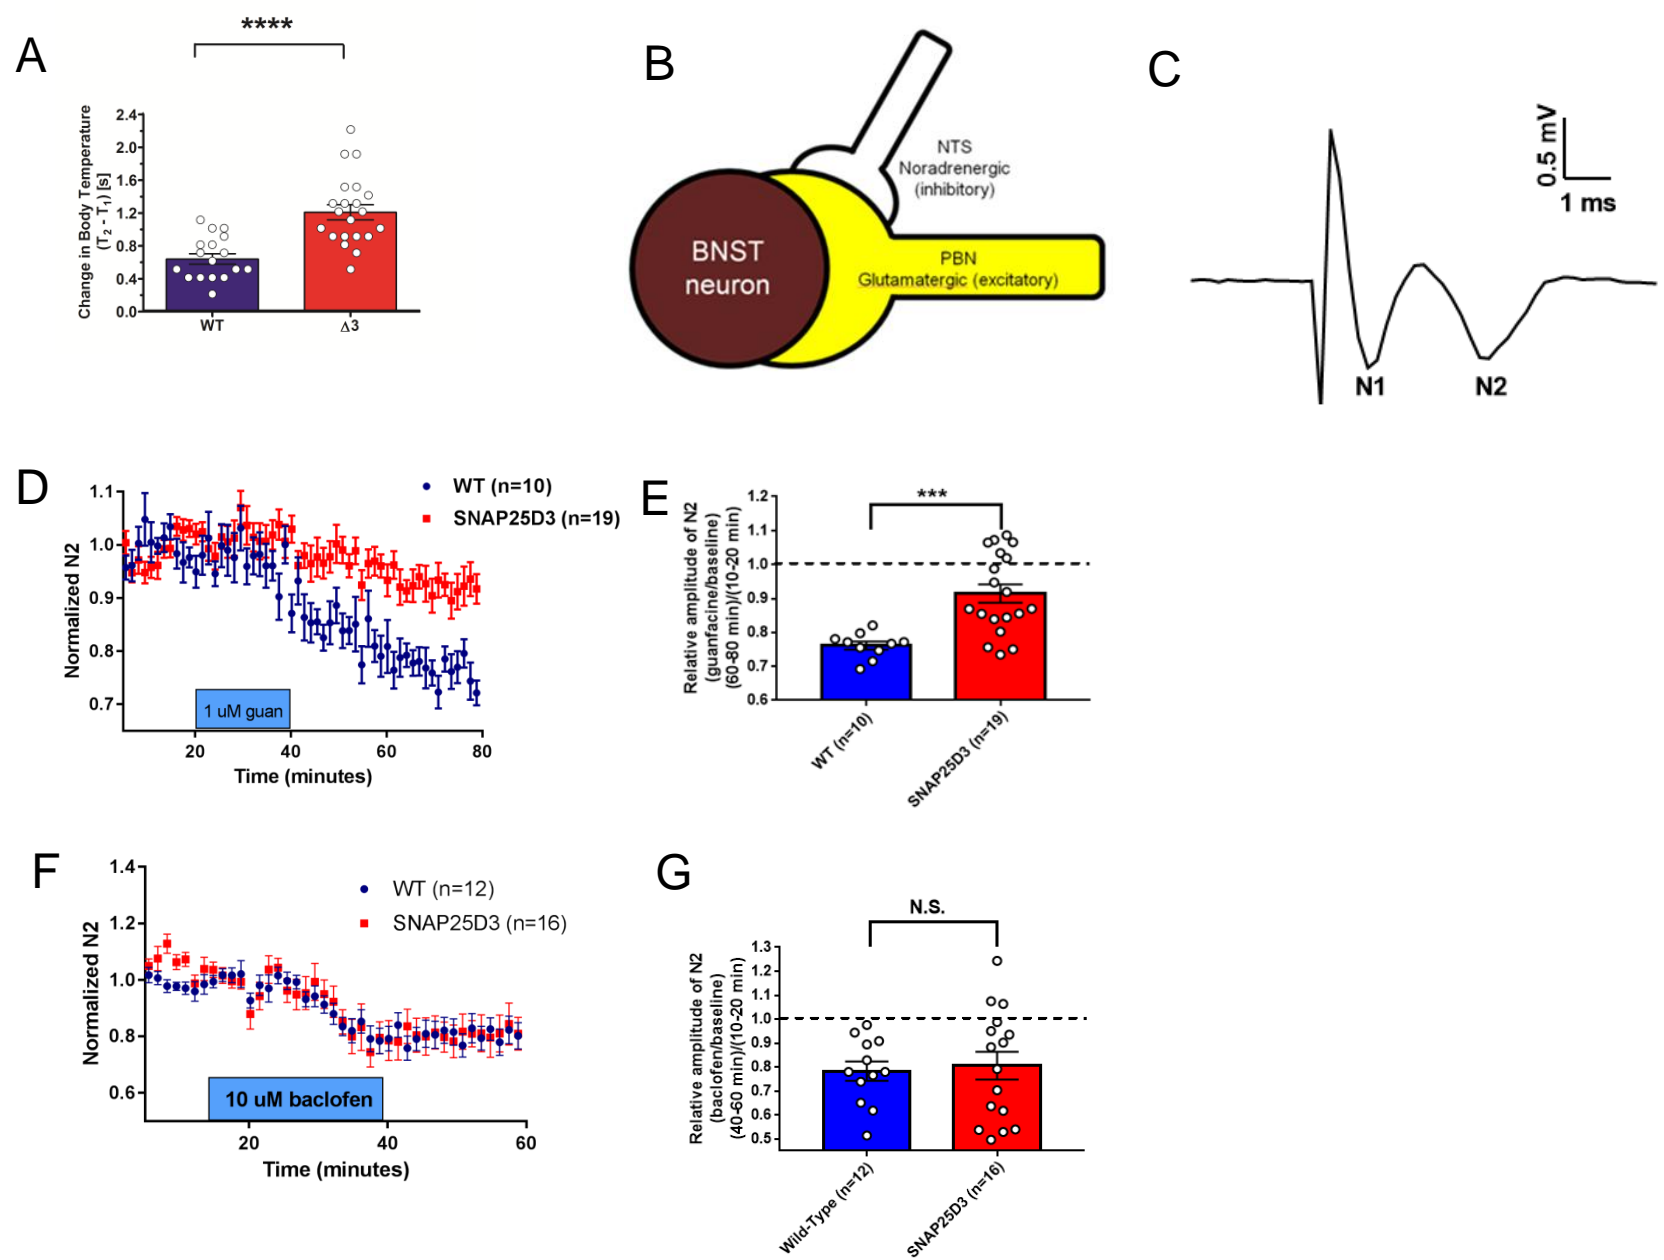 A
****
Change in Body Temperature
(T2 - T1) [s]
2.4
2.0
1.6
1.2
0.8
0.4
0.0
WT
Δ3
B
NTS
Noradrenergic
(inhibitory)
BNST
neuron
PBN
Glutamatergic (excitatory)
C
0.5 mV
1 ms
N1
N2
D
WT (n=10)
SNAP25D3 (n=19)
Normalized N2
1.1
1.0
0.9
0.8
0.7
1 uM guan
20
40
60
80
Time (minutes)
E
***
Relative amplitude of N2
(guanfacine/baseline)
(60-80 min)/(10-20 min)
1.2
1.1
1.0
0.9
0.8
0.7
0.6
WT (n=10)
SNAP25D3 (n=19)
F
WT (n=12)
SNAP25D3 (n=16)
Normalized N2
1.4
1.2
1.0
0.8
0.6
10 uM baclofen
20
40
60
Time (minutes)
G
N.S.
Relative amplitude of N2
(baclofen/baseline)
(40-60 min)/(10-20 min)
1.3
1.2
1.1
1.0
0.9
0.8
0.7
0.6
0.5
Wild-Type (n=12)
SNAP25D3 (n=16)